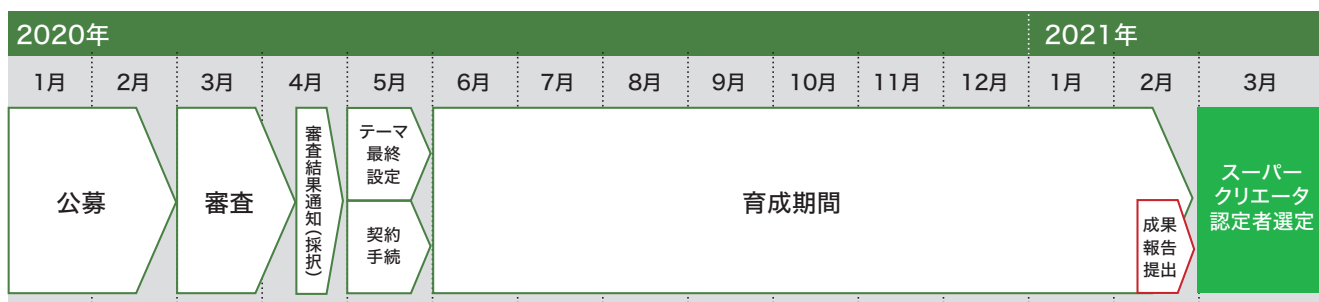 2020年
2021年
1月
2月
3月
4月
5月
6月
7月
8月
9月
10月
11月
12月
1月
2月
3月
公募
審査
審査結果通知(採択)
テーマ
最終
設定
契約
手続
育成期間
成果
報告
提出
スーパー
クリエータ
認定者選定